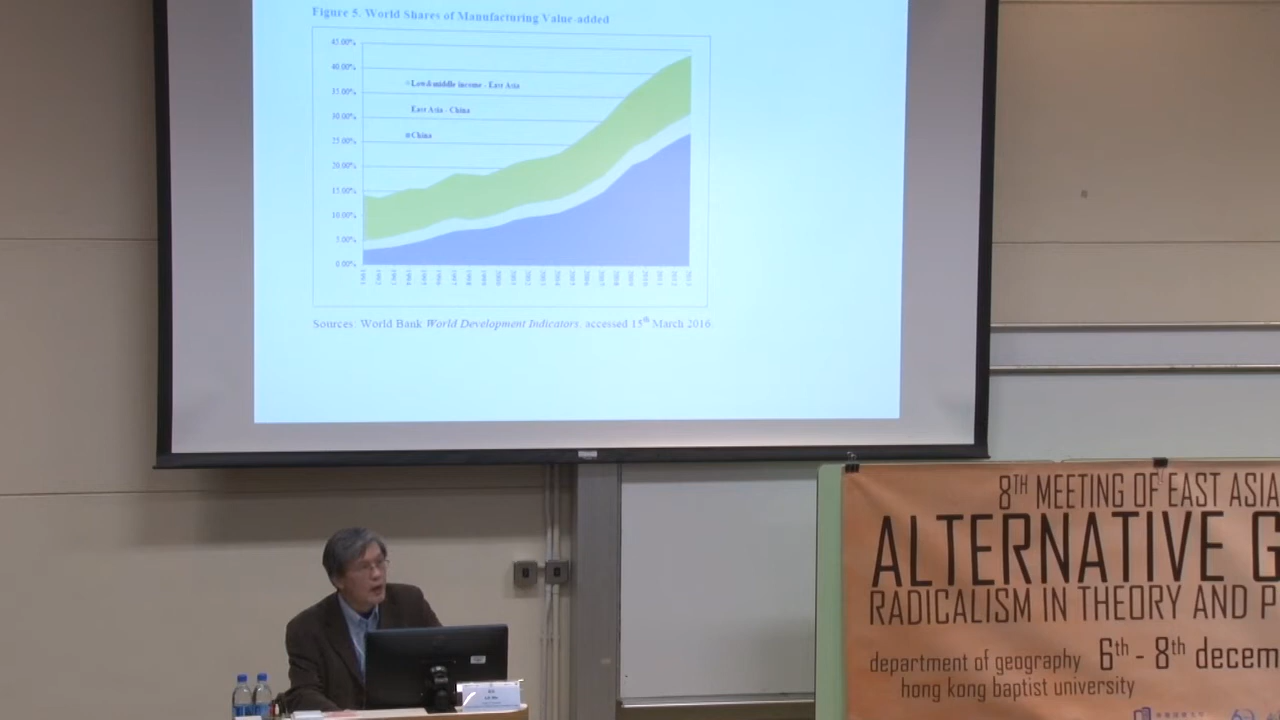 Figure 5. World Shares of Manufacturing Value-added
45.00%
40.00%
35.00%
30.00%
25.00%
20.00%
15.00%
10.00%
5.00%
0.00%
Low&middle income - East Asia
East Asia - China
China
Sources: World Bank World Development Indicators. accessed 15th March 2016.
8TH MEETING OF EAST ASIA
ALTERNATIVE G
RADICALISM IN THEORY AND P
department of geography 6th - 8th decem
hong kong baptist university